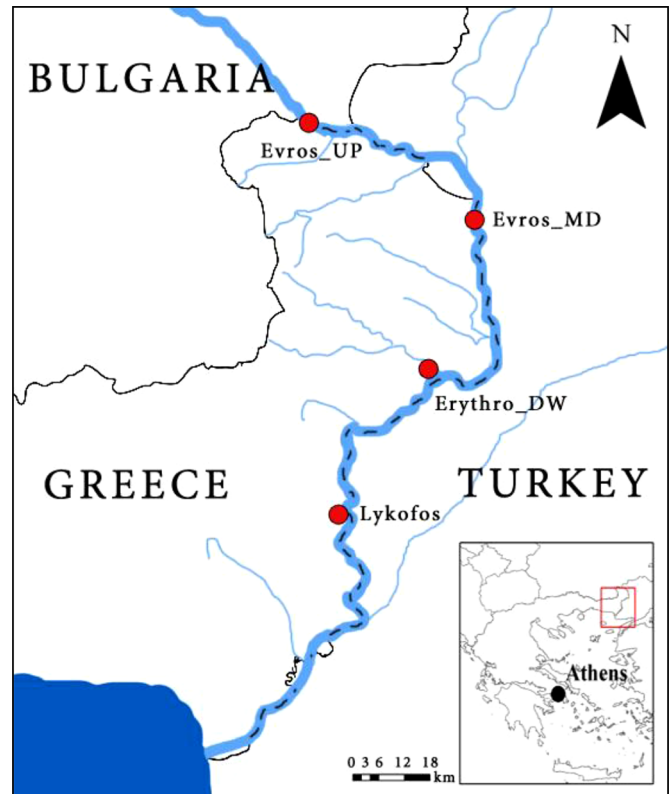 N
BULGARIA
Evros_UP
Evros_MD
Erythro_DW
GREECE
TURKEY
Lykofos
Athens
0 3 6 12 18
km